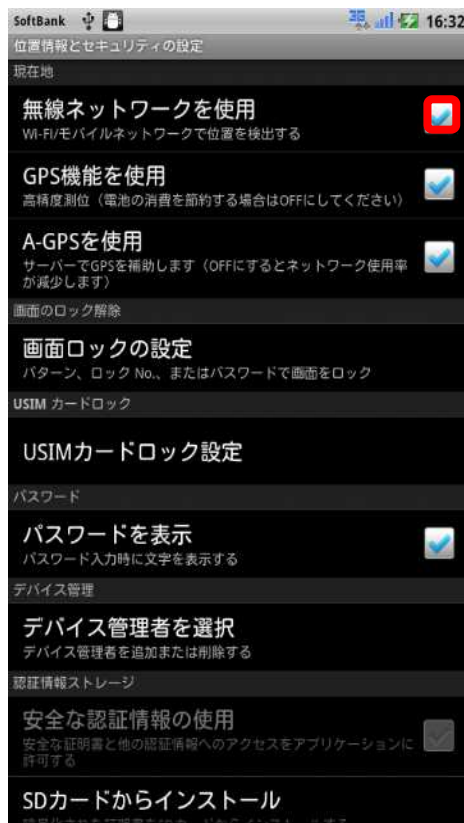 SoftBank 3G 16:32
位置情報とセキュリティの設定
現在地
無線ネットワークを使用
Wi-Fi/モバイルネットワークで位置を検出する
GPS機能を使用
高精度測位（電池の消費を節約する場合はOFFにしてください）
A-GPSを使用
サーバーでGPSを補助します（OFFにするとネットワーク使用率
が減少します）
画面のロック解除
画面ロックの設定
パターン、ロック No.、またはパスワードで画面をロック
USIM カードロック
USIMカードロック設定
パスワード
パスワードを表示
パスワード入力時に文字を表示する
デバイス管理
デバイス管理者を選択
デバイス管理者を追加または削除する
認証情報ストレージ
安全な認証情報の使用
安全な証明書と他の認証情報へのアクセスをアプリケーションに
許可する
SDカードからインストール